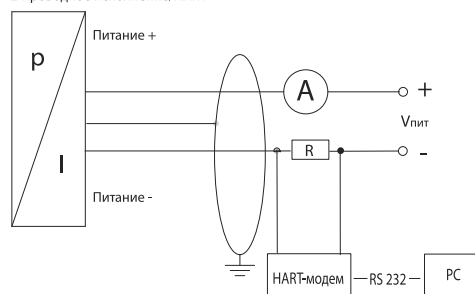 Питание +
p
A
+
Vпит
I
R
-
Питание -
HART-модем
RS 232
PC